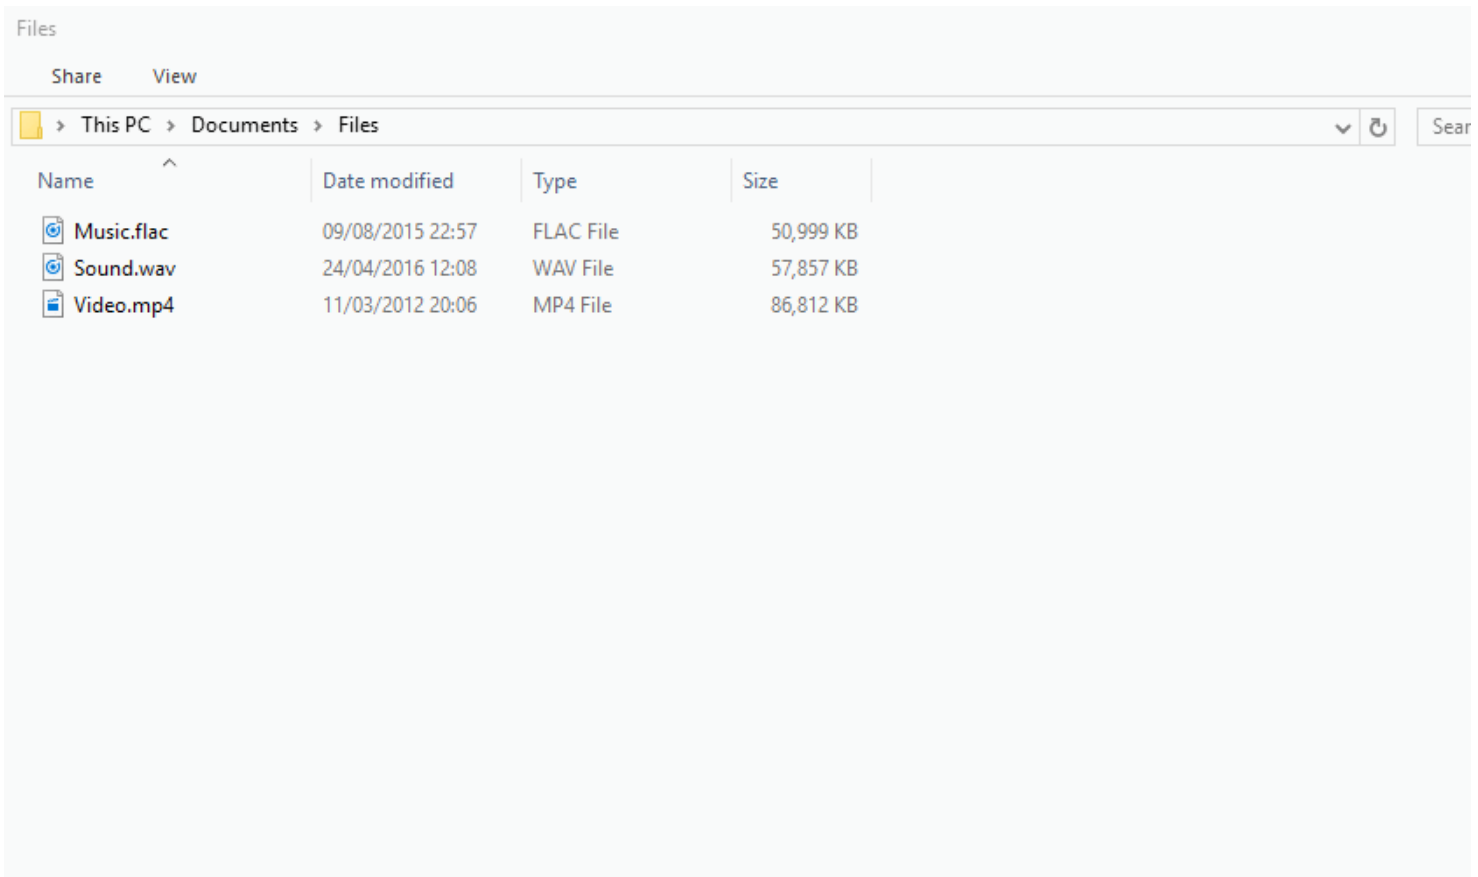 Files
Share View
This PC Documents Files Sear
Name Date modified Type Size
Music.flac 09/08/2015 22:57 FLAC File 50,999 KB
Sound.wav 24/04/2016 12:08 WAV File 57,857 KB
Video.mp4 11/03/2012 20:06 MP4 File 86,812 KB